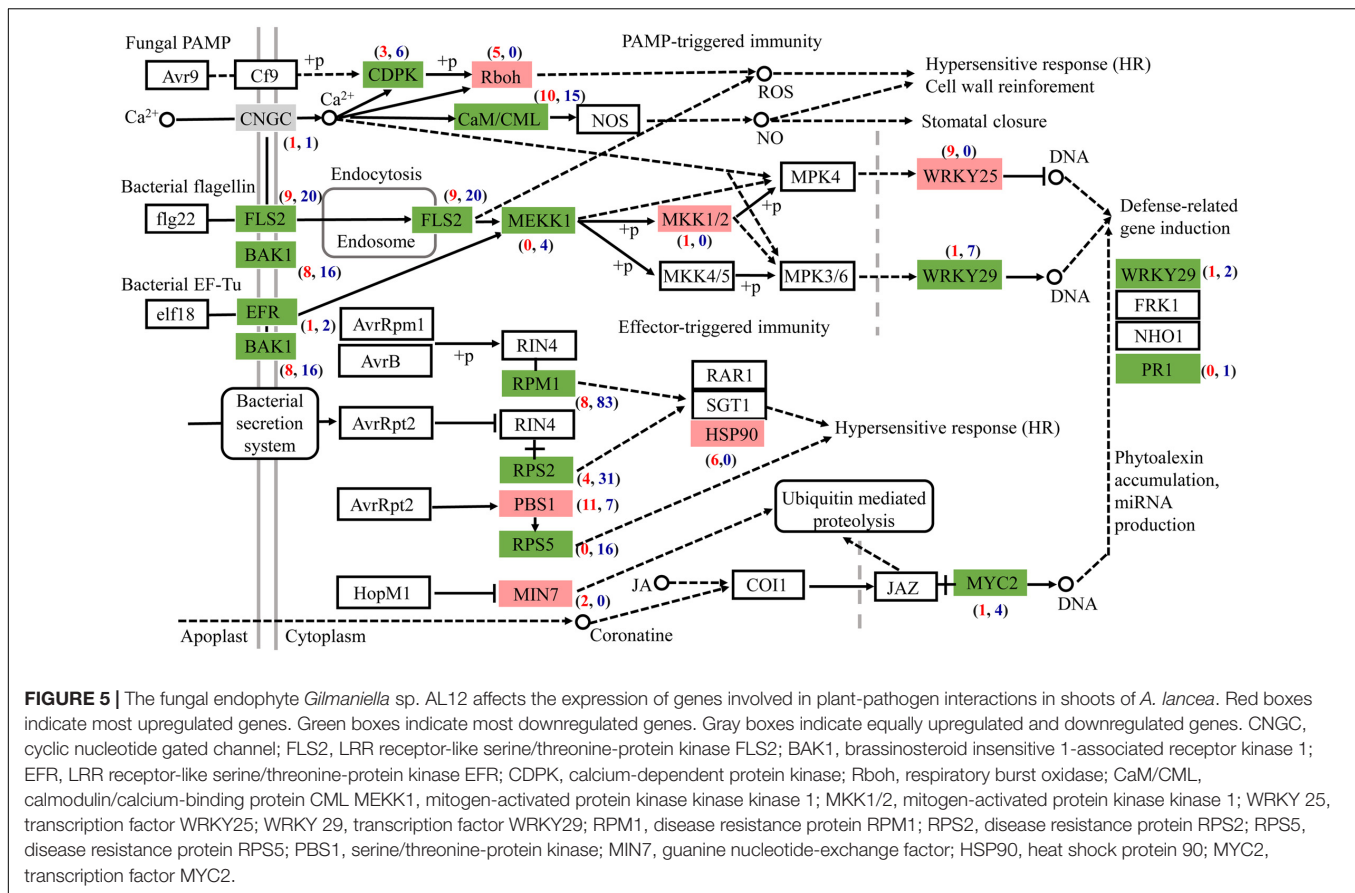 Fungal PAMP
(3, 6)
(5, 0)
PAMP-triggered immunity
Avr9
Cf9
+p
CDPK
+p
Rboh
ROS
Hypersensitive response (HR)
Cell wall reinforcement
Ca2+
CNGC
Ca2+
(10, 15)
CaM/CML
NOS
NO
Stomatal closure
(1, 1)
MPK4
(9, 0)
WRKY25
DNA
Bacterial flagellin
(9, 20)
Endocytosis
(9, 20)
flg22
FLS2
FLS2
MEKK1
+p
MKK1/2
+p
Defense-related
gene induction
Endosome
(0, 4)
(1, 0)
BAK1
(8, 16)
+p
MKK4/5
+p
MPK3/6
(1, 7)
WRKY29
DNA
WRKY29
(1, 2)
FRK1
NHO1
PR1
(0, 1)
Bacterial EF-Tu
elf18
EFR
(1, 2)
BAK1
(8, 16)
AvrRpm1
AvrB
+p
RIN4
RPM1
(8, 83)
Effector-triggered immunity
RAR1
SGT1
HSP90
(6,0)
Hypersensitive response (HR)
Bacterial
secretion
system
AvrRpt2
RIN4
RPS2
(4, 31)
AvrRpt2
PBS1
(11, 7)
RPS5
(0, 16)
Ubiquitin mediated
proteolysis
Phytoalexin
accumulation,
miRNA
production
HopM1
MIN7
(2, 0)
JA
COI1
JAZ
MYC2
(1, 4)
DNA
Apoplast
Cytoplasm
Coronatine
FIGURE 5 | The fungal endophyte Gilmaniella sp. AL12 affects the expression of genes involved in plant-pathogen interactions in shoots of A. lancea. Red boxes
indicate most upregulated genes. Green boxes indicate most downregulated genes. Gray boxes indicate equally upregulated and downregulated genes. CNGC,
cyclic nucleotide gated channel; FLS2, LRR receptor-like serine/threonine-protein kinase FLS2; BAK1, brassinosteroid insensitive 1-associated receptor kinase 1;
EFR, LRR receptor-like serine/threonine-protein kinase EFR; CDPK, calcium-dependent protein kinase; Rboh, respiratory burst oxidase; CaM/CML,
calmodulin/calcium-binding protein CML MEKK1, mitogen-activated protein kinase kinase kinase 1; MKK1/2, mitogen-activated protein kinase kinase 1; WRKY 25,
transcription factor WRKY25; WRKY 29, transcription factor WRKY29; RPM1, disease resistance protein RPM1; RPS2, disease resistance protein RPS2; RPS5,
disease resistance protein RPS5; PBS1, serine/threonine-protein kinase; MIN7, guanine nucleotide-exchange factor; HSP90, heat shock protein 90; MYC2,
transcription factor MYC2.